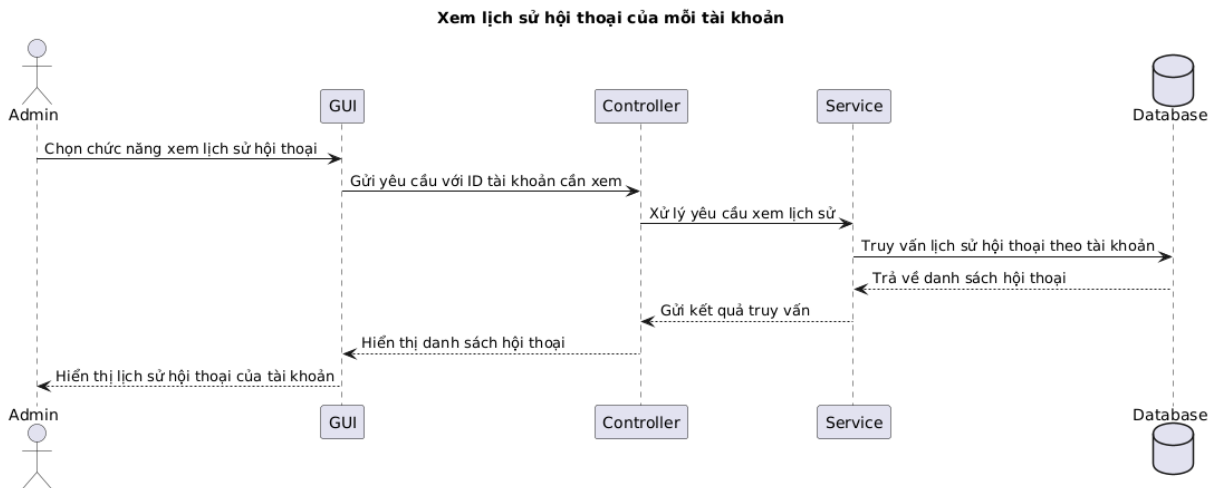 Xem lịch sử hội thoại của mỗi tài khoản
Admin
GUI
Controller
Service
Database
Chọn chức năng xem lịch sử hội thoại
Gửi yêu cầu với ID tài khoản cần xem
Xử lý yêu cầu xem lịch sử
Truy vấn lịch sử hội thoại theo tài khoản
Trả về danh sách hội thoại
Gửi kết quả truy vấn
Hiển thị danh sách hội thoại
Hiển thị lịch sử hội thoại của tài khoản
Admin
GUI
Controller
Service
Database